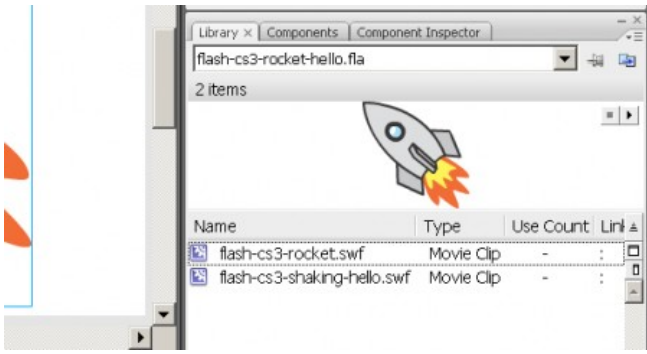 Library × Components Component Inspector
flash-cs3-rocket-hello.fla
2 items
Name Type Use Count Link
flash-cs3-rocket.swf Movie Clip - :
flash-cs3-shaking-hello.swf Movie Clip - :